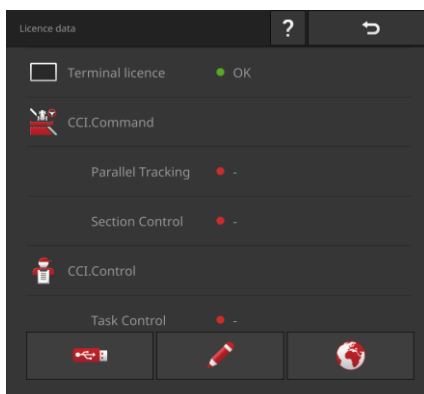 Licence data ?
Terminal licence OK
CCI.Command
Parallel Tracking -
Section Control -
CCI.Control
Task Control -